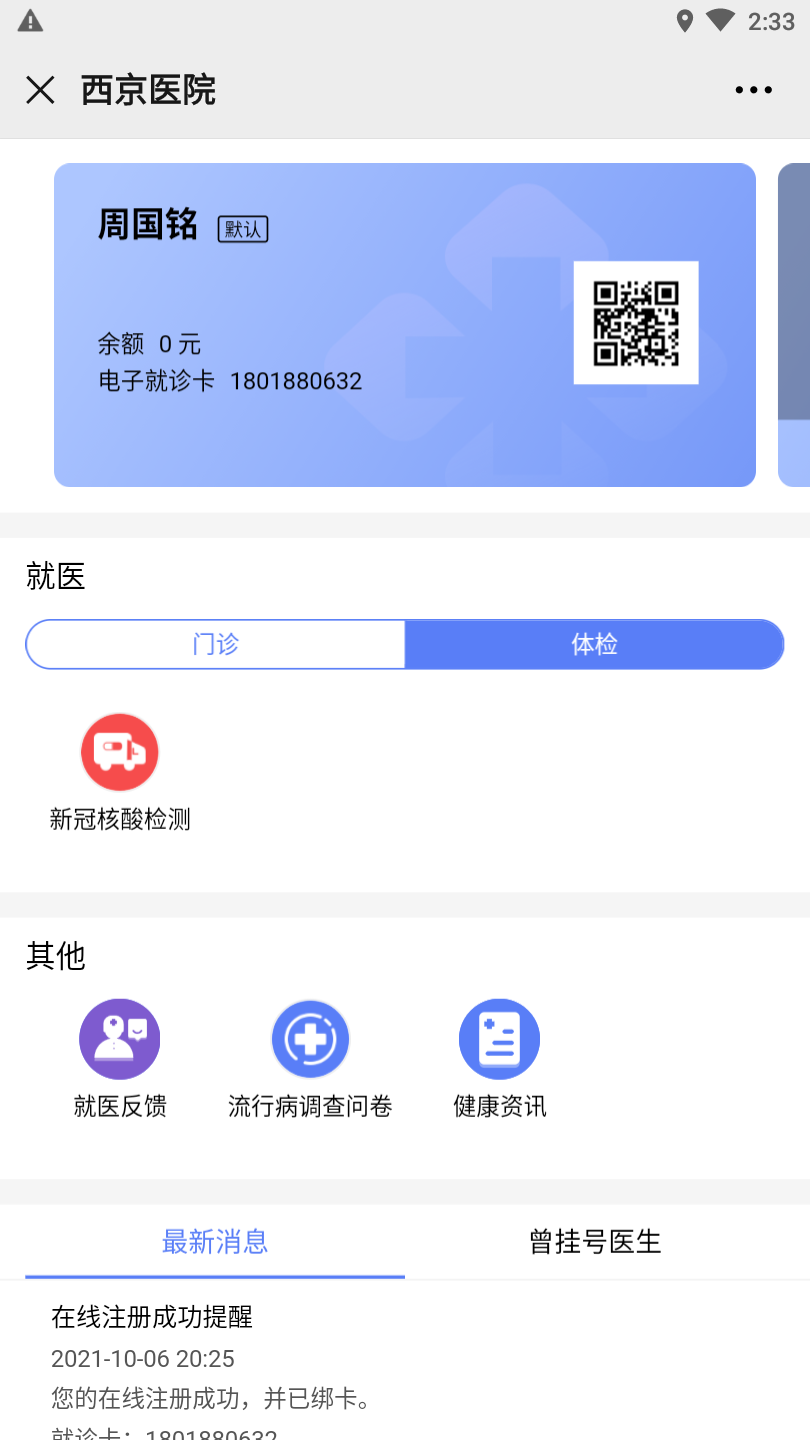 2:33
西京医院
周国铭 默认
余额 0 元
电子就诊卡 1801880632
就医
门诊 体检
新冠核酸检测
其他
就医反馈 流行病调查问卷 健康资讯
最新消息 曾挂号医生
在线注册成功提醒
2021-10-06 20:25
您的在线注册成功，并已绑卡。
就诊卡：1801880632